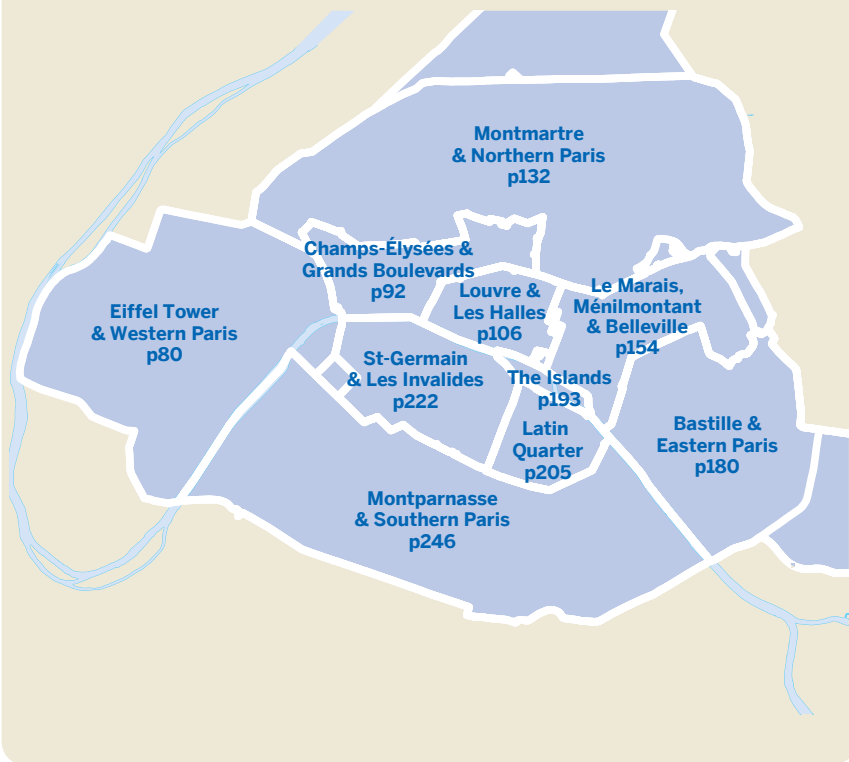 Montmartre
& Northern Paris
p132
Champs-Élysées &
Grands Boulevards
p92
Louvre &
Les Halles
p106
Le Marais,
Ménilmontant
& Belleville
p154
Eiffel Tower
& Western Paris
p80
St-Germain
& Les Invalides
p222
The Islands
p193
Latin
Quarter
p205
Bastille &
Eastern Paris
p180
Montparnasse
& Southern Paris
p246